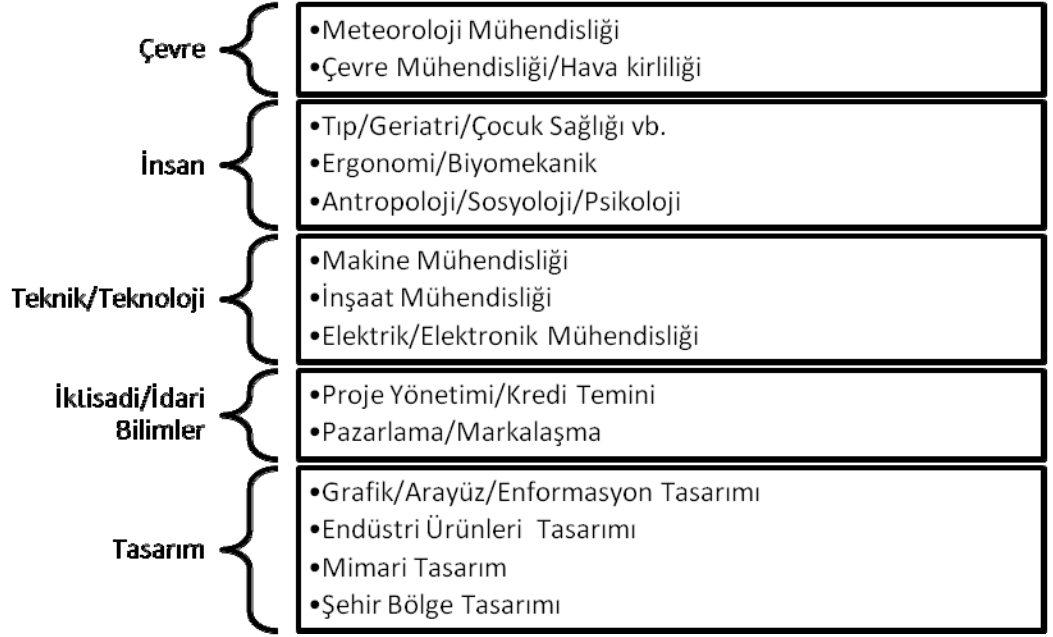 Çevre
•Meteoroloji Mühendisliği
•Çevre Mühendisliği/Hava kirliliği
İnsan
•Tıp/Geriatri/Çocuk Sağlığı vb.
•Ergonomi/Biyomekanik
•Antropoloji/Sosyoloji/Psikoloji
Teknik/Teknoloji
•Makine Mühendisliği
•İnşaat Mühendisliği
•Elektrik/Elektronik Mühendisliği
İktisadi/İdari
Bilimler
•Proje Yönetimi/Kredi Temini
•Pazarlama/Markalaşma
Tasarım
•Grafik/Arayüz/Enformasyon Tasarımı
•Endüstri Ürünleri Tasarımı
•Mimari Tasarım
•Şehir Bölge Tasarımı